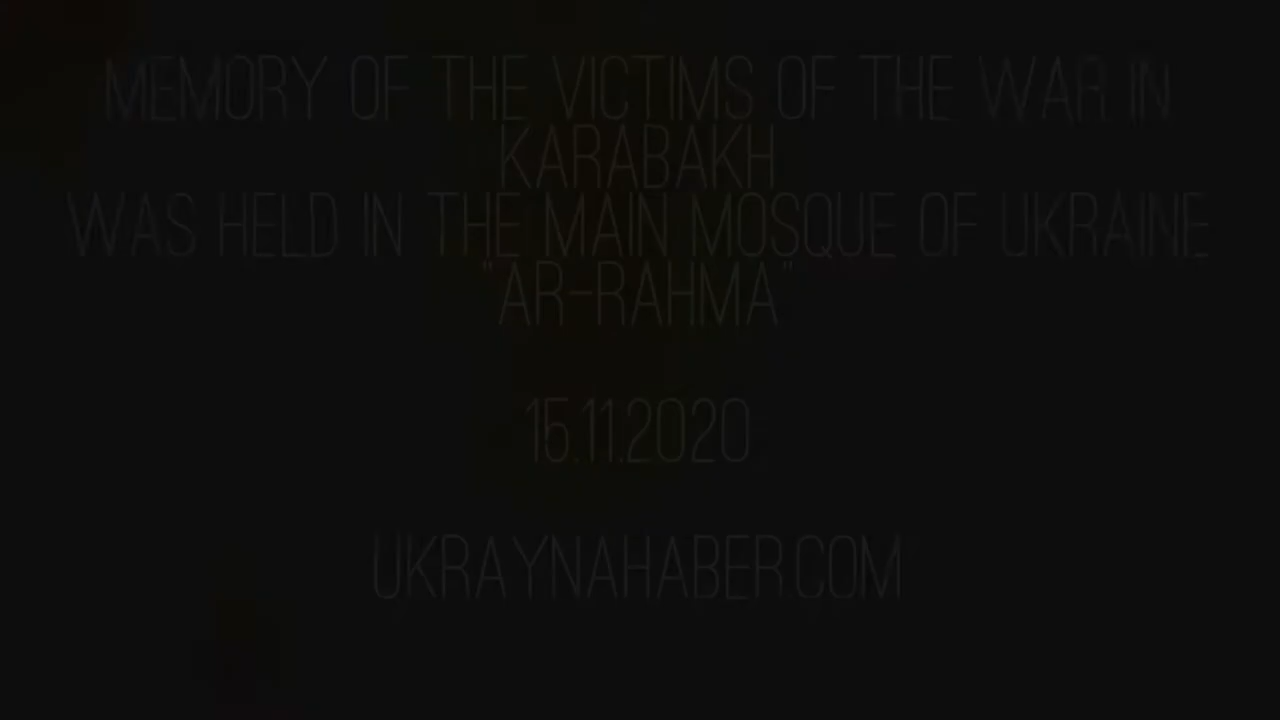 MEMORY OF THE VICTIMS OF THE WAR IN
KARABAKH
WAS HELD IN THE MAIN MOSQUE OF UKRAINE
"AR-RAHMA"
15.11.2020
UKRAYNAHABER.COM